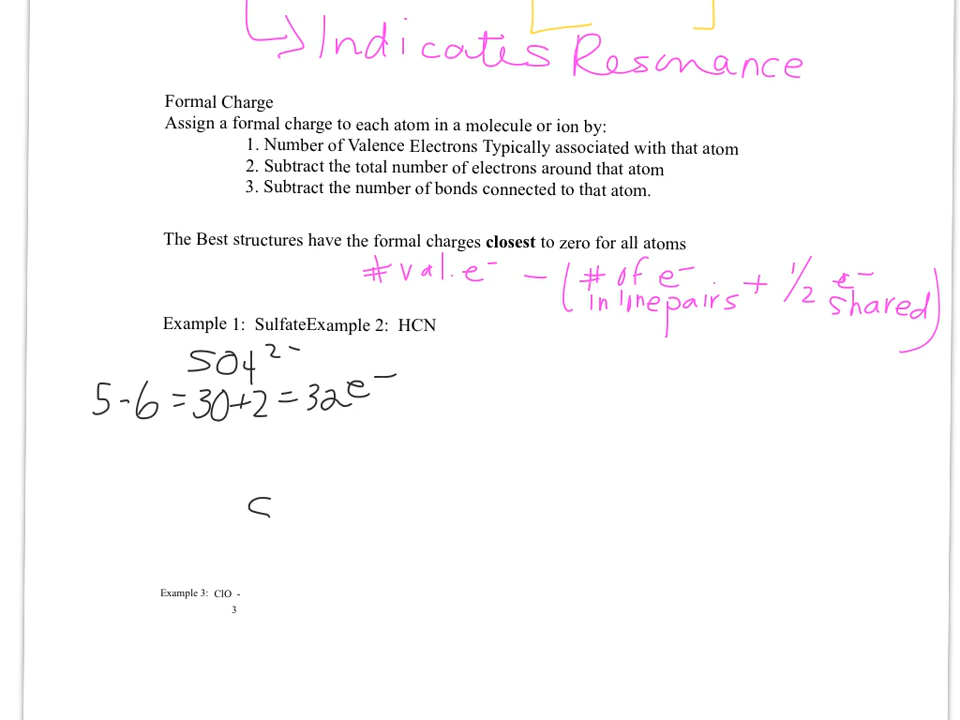 Indicates Resonance
Formal Charge
Assign a formal charge to each atom in a molecule or ion by:
1. Number of Valence Electrons Typically associated with that atom
2. Subtract the total number of electrons around that atom
3. Subtract the number of bonds connected to that atom.
The Best structures have the formal charges closest to zero for all atoms
# val. e⁻ - (# of e⁻ in lone pairs + 1/2 e⁻ shared)
Example 1: SulfateExample 2: HCN
SO4²⁻
5-6 = 30+2 = 32e⁻
S
Example 3: ClO -
3